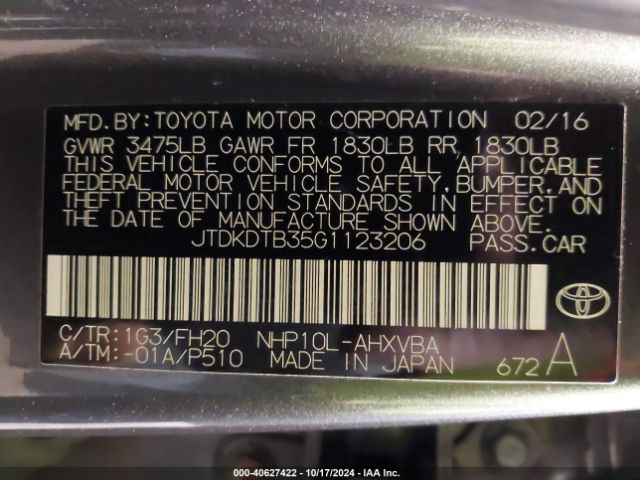 MFD.BY:TOYOTA MOTOR CORPORATION 02/16
GVWR 3475LB GAWR FR 1830LB RR 1830LB
THIS VEHICLE CONFORMS TO ALL APPLICABLE
FEDERAL MOTOR VEHICLE SAFETY,BUMPER,AND
THEFT PREVENTION STANDARDS IN EFFECT ON
THE DATE OF MANUFACTURE SHOWN ABOVE.
JTDKDTB35G1123206 PASS.CAR
C/TR:1G3/FH20 NHP10L-AHXVBA
A/TM:-01A/P510 MADE IN JAPAN 672A
000-40627422 | 10/17/2024 | IAA Inc.